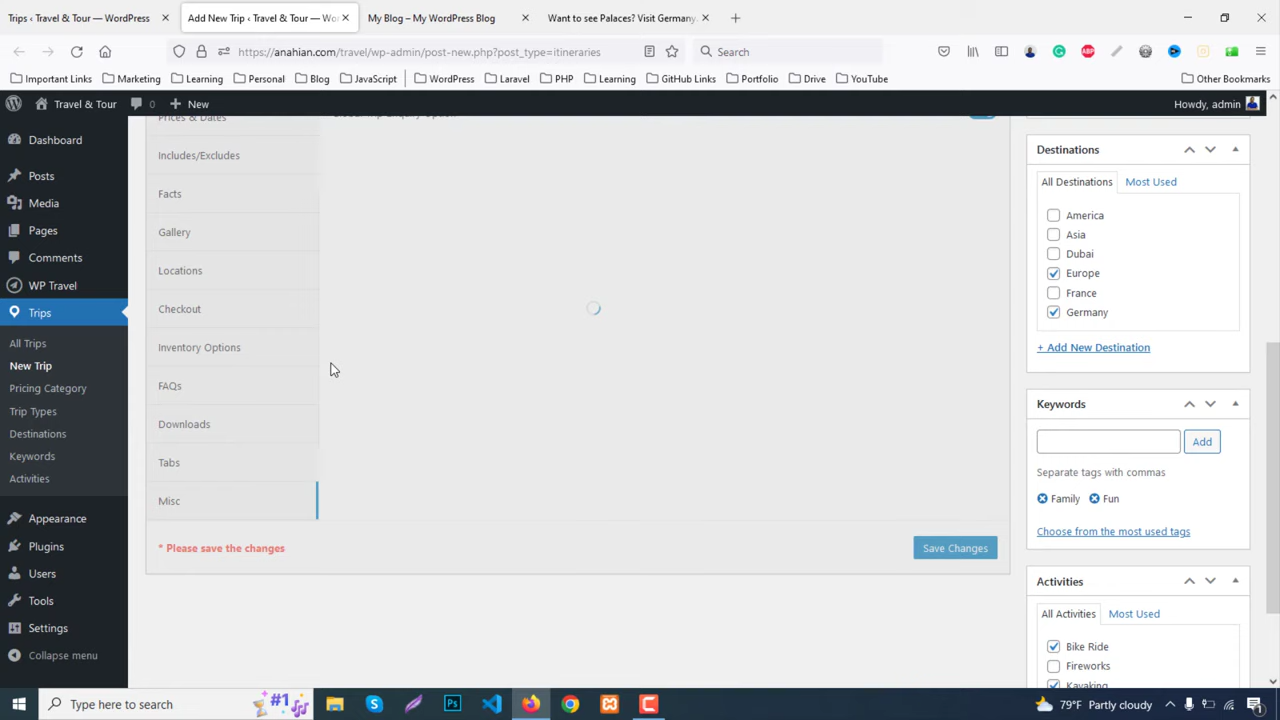 Trips ‹ Travel & Tour — WordPress
Add New Trip ‹ Travel & Tour — Wor
My Blog – My WordPress Blog
Want to see Palaces? Visit Germany.
https://anahian.com/travel/wp-admin/post-new.php?post_type=itineraries
Search
Important Links
Marketing
Learning
Personal
Blog
JavaScript
WordPress
Laravel
PHP
Learning
GitHub Links
Portfolio
Drive
YouTube
Other Bookmarks
Travel & Tour
0
New
Howdy, admin
Dashboard
Posts
Media
Pages
Comments
WP Travel
Trips
All Trips
New Trip
Pricing Category
Trip Types
Destinations
Keywords
Activities
Appearance
Plugins
Users
Tools
Settings
Collapse menu
Prices & Dates
Includes/Excludes
Facts
Gallery
Locations
Checkout
Inventory Options
FAQs
Downloads
Tabs
Misc
* Please save the changes
Save Changes
Destinations
All Destinations
Most Used
America
Asia
Dubai
Europe
France
Germany
+ Add New Destination
Keywords
Add
Separate tags with commas
Family
Fun
Choose from the most used tags
Activities
All Activities
Most Used
Bike Ride
Fireworks
Kayaking
Type here to search
#1
79°F Partly cloudy